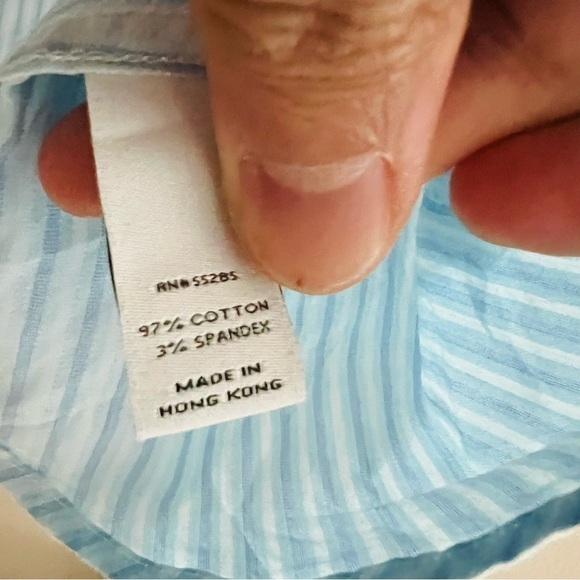 RN# 55285
97% COTTON
3% SPANDEX
MADE IN
HONG KONG